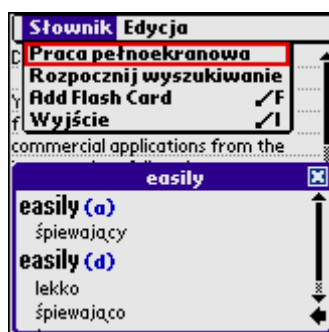 Słownik Edycja
Praca pełnoekranowa
Rozpocznij wyszukiwanie
Add Flash Card /F
Wyjście /I
commercial applications from the
easily
easily (a)
śpiewający
easily (d)
lekko
śpiewająco